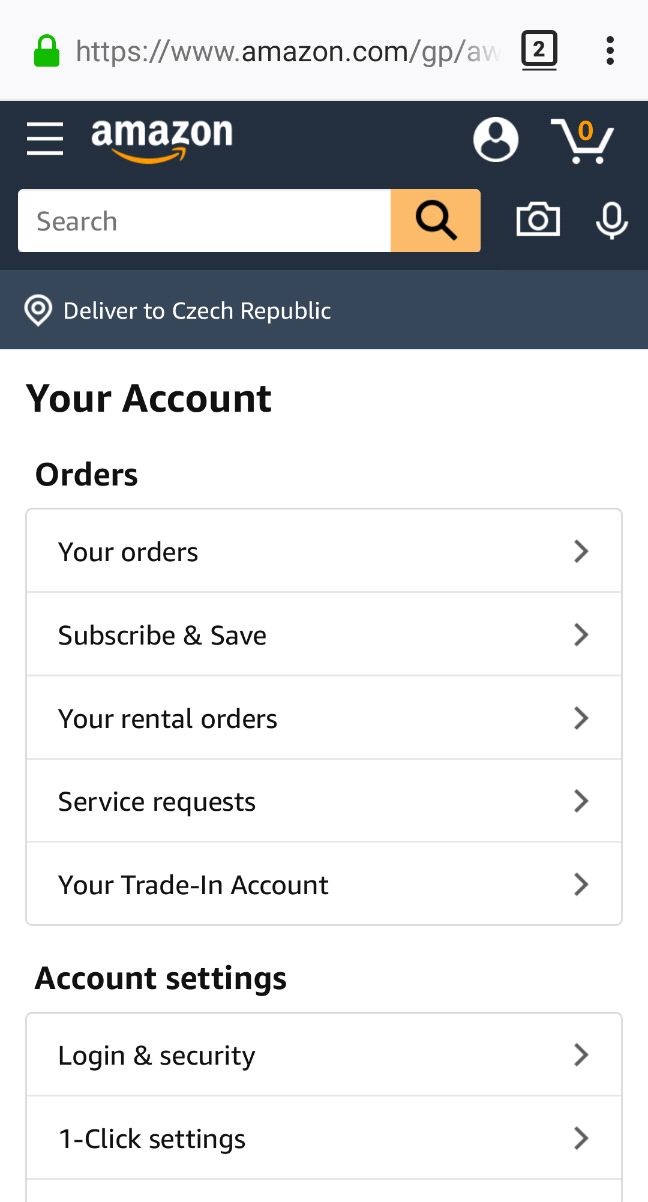 https://www.amazon.com/gp/aw
2
amazon
0
Search
Deliver to Czech Republic
Your Account
Orders
Your orders
Subscribe & Save
Your rental orders
Service requests
Your Trade-In Account
Account settings
Login & security
1-Click settings